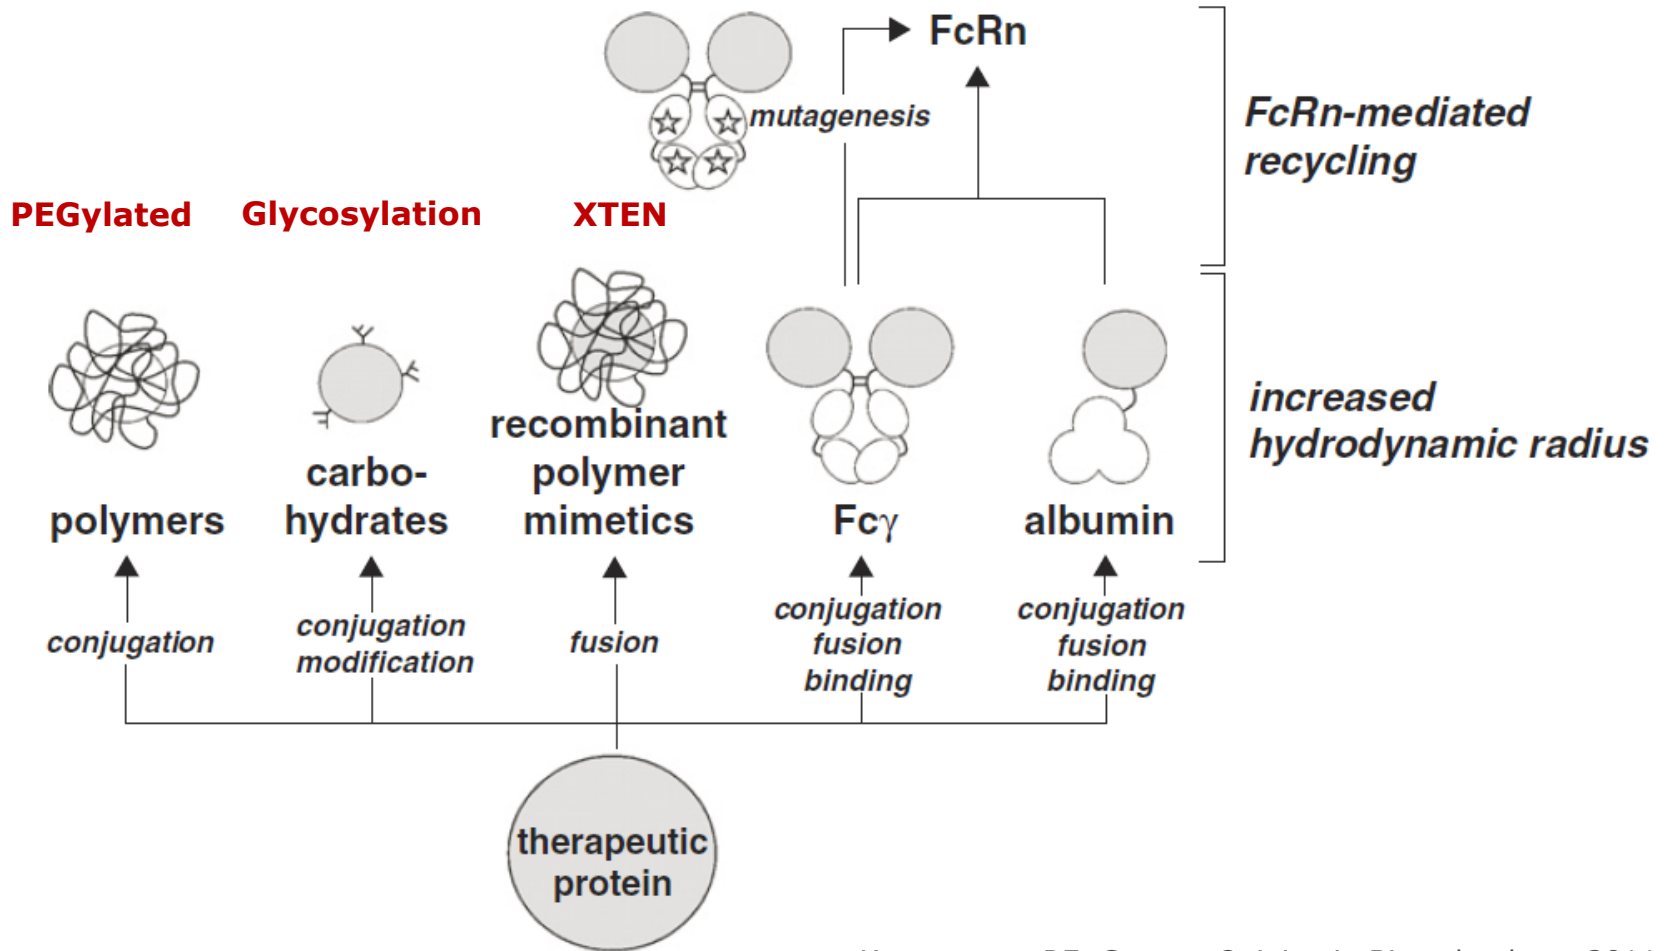 FcRn
mutagenesis
FcRn-mediated
recycling
PEGylated
Glycosylation
XTEN
increased
hydrodynamic radius
polymers
carbo-
hydrates
recombinant
polymer
mimetics
Fcγ
albumin
conjugation
conjugation
modification
fusion
conjugation
fusion
binding
conjugation
fusion
binding
therapeutic
protein